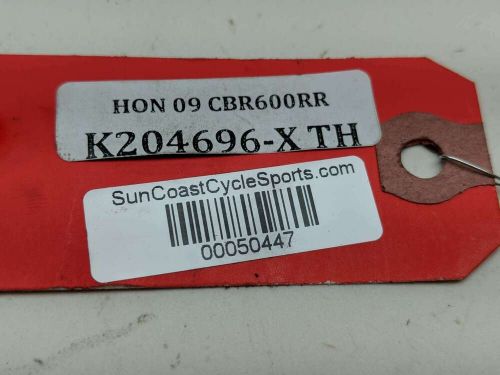 HON 09 CBR600RR
K204696-X TH
SunCoastCycleSports.com
00050447